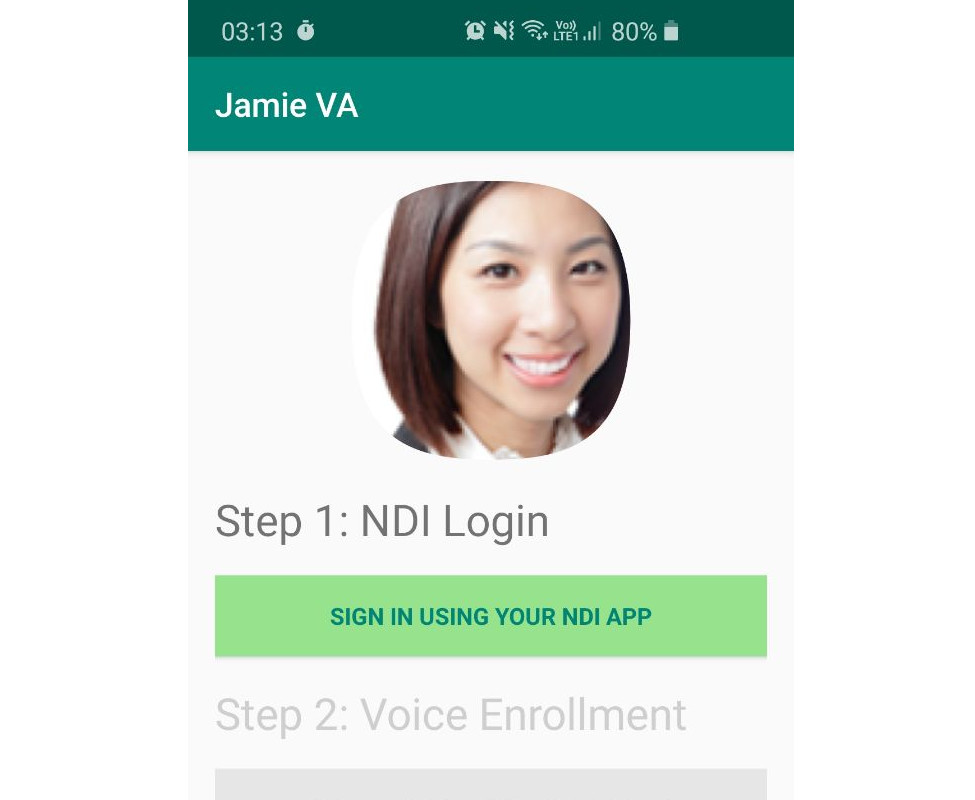 03:13 Vo)) LTE1 80%
Jamie VA
Step 1: NDI Login
SIGN IN USING YOUR NDI APP
Step 2: Voice Enrollment